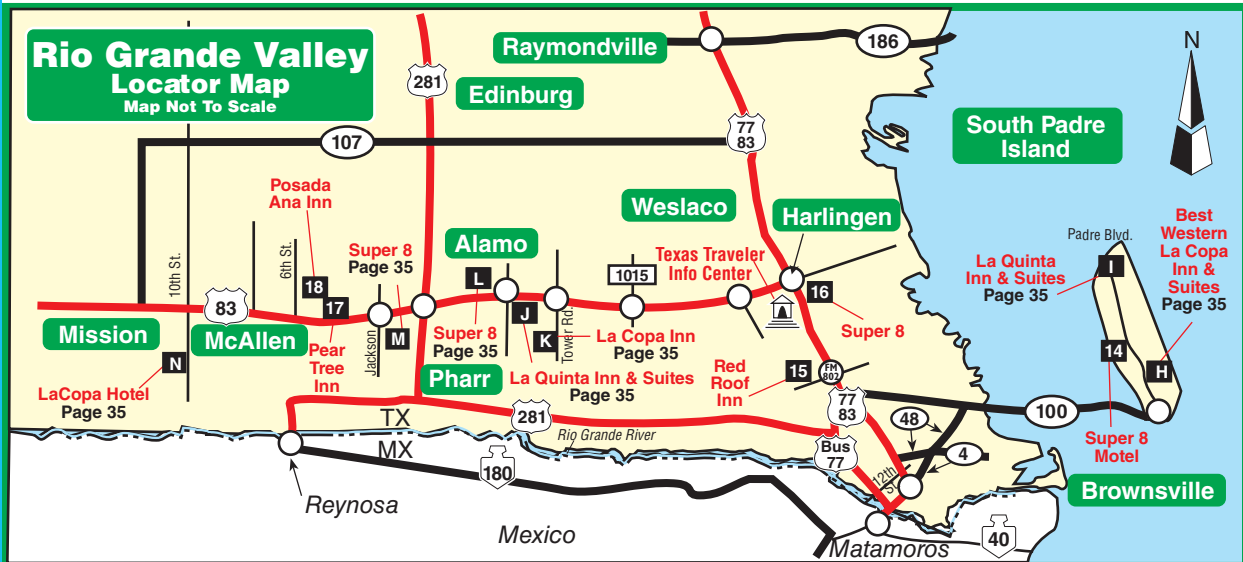 Rio Grande Valley
Locator Map
Map Not To Scale
Raymondville
186
N
281
Edinburg
77
83
South Padre
Island
107
Posada
Ana Inn
Weslaco
Harlingen
Best
Western
La Copa
Inn &
Suites
Page 35
10th St.
6th St.
Super 8
Page 35
Alamo
Texas Traveler
Info Center
Padre Blvd.
La Quinta
Inn & Suites
Page 35
I
18
17
L
1015
16
83
Mission
McAllen
Jackson
M
Super 8
Page 35
J
K
Tower Rd.
La Copa Inn
Page 35
Super 8
14
H
N
LaCopa Hotel
Page 35
Pear
Tree
Inn
Pharr
La Quinta Inn & Suites
Page 35
Red
Roof
Inn
15
FM
802
77
83
100
Super 8
Motel
TX
MX
281
Rio Grande River
Bus
77
48
4
12th
St.
180
Brownsville
Reynosa
Mexico
Matamoros
40